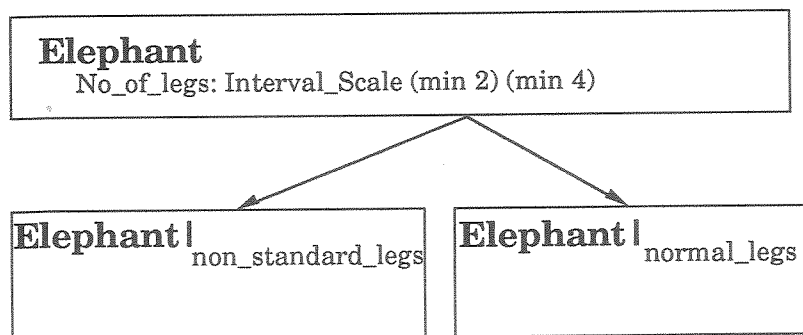 Elephant
No_of_legs: Interval_Scale (min 2) (min 4)
Elephant|non_standard_legs
Elephant|normal_legs